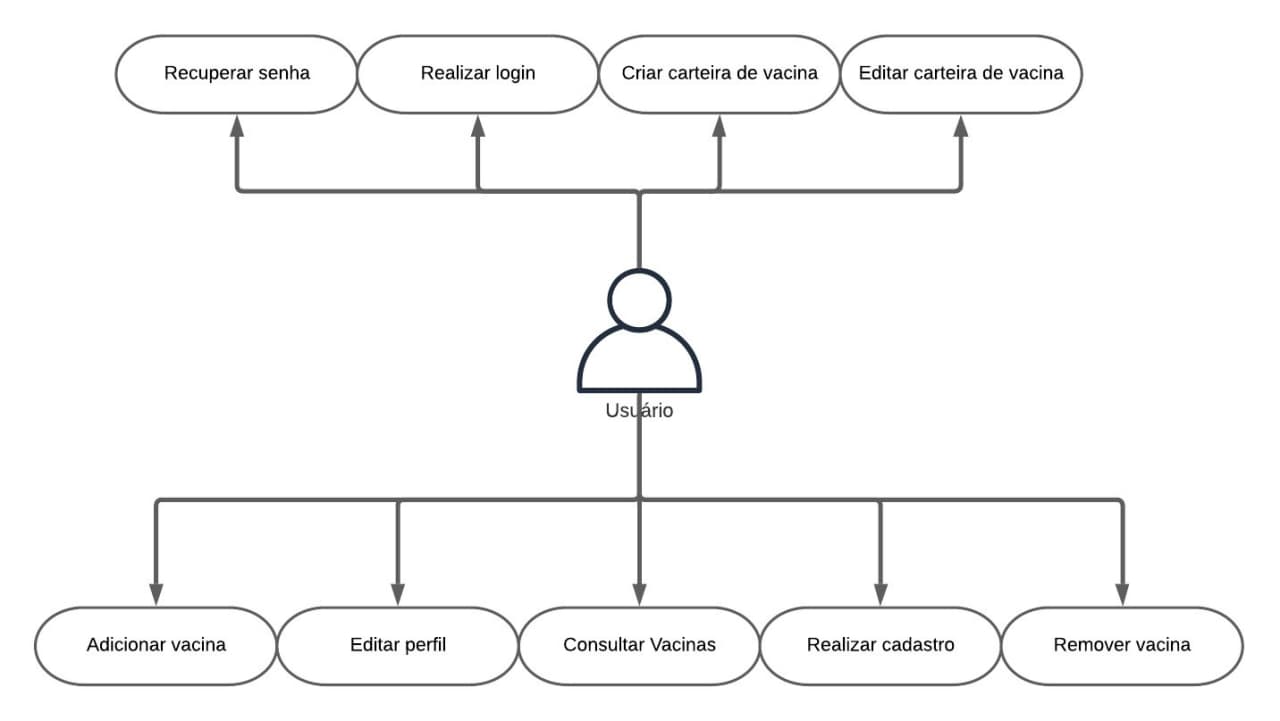 Recuperar senha
Realizar login
Criar carteira de vacina
Editar carteira de vacina
Usuário
Adicionar vacina
Editar perfil
Consultar Vacinas
Realizar cadastro
Remover vacina